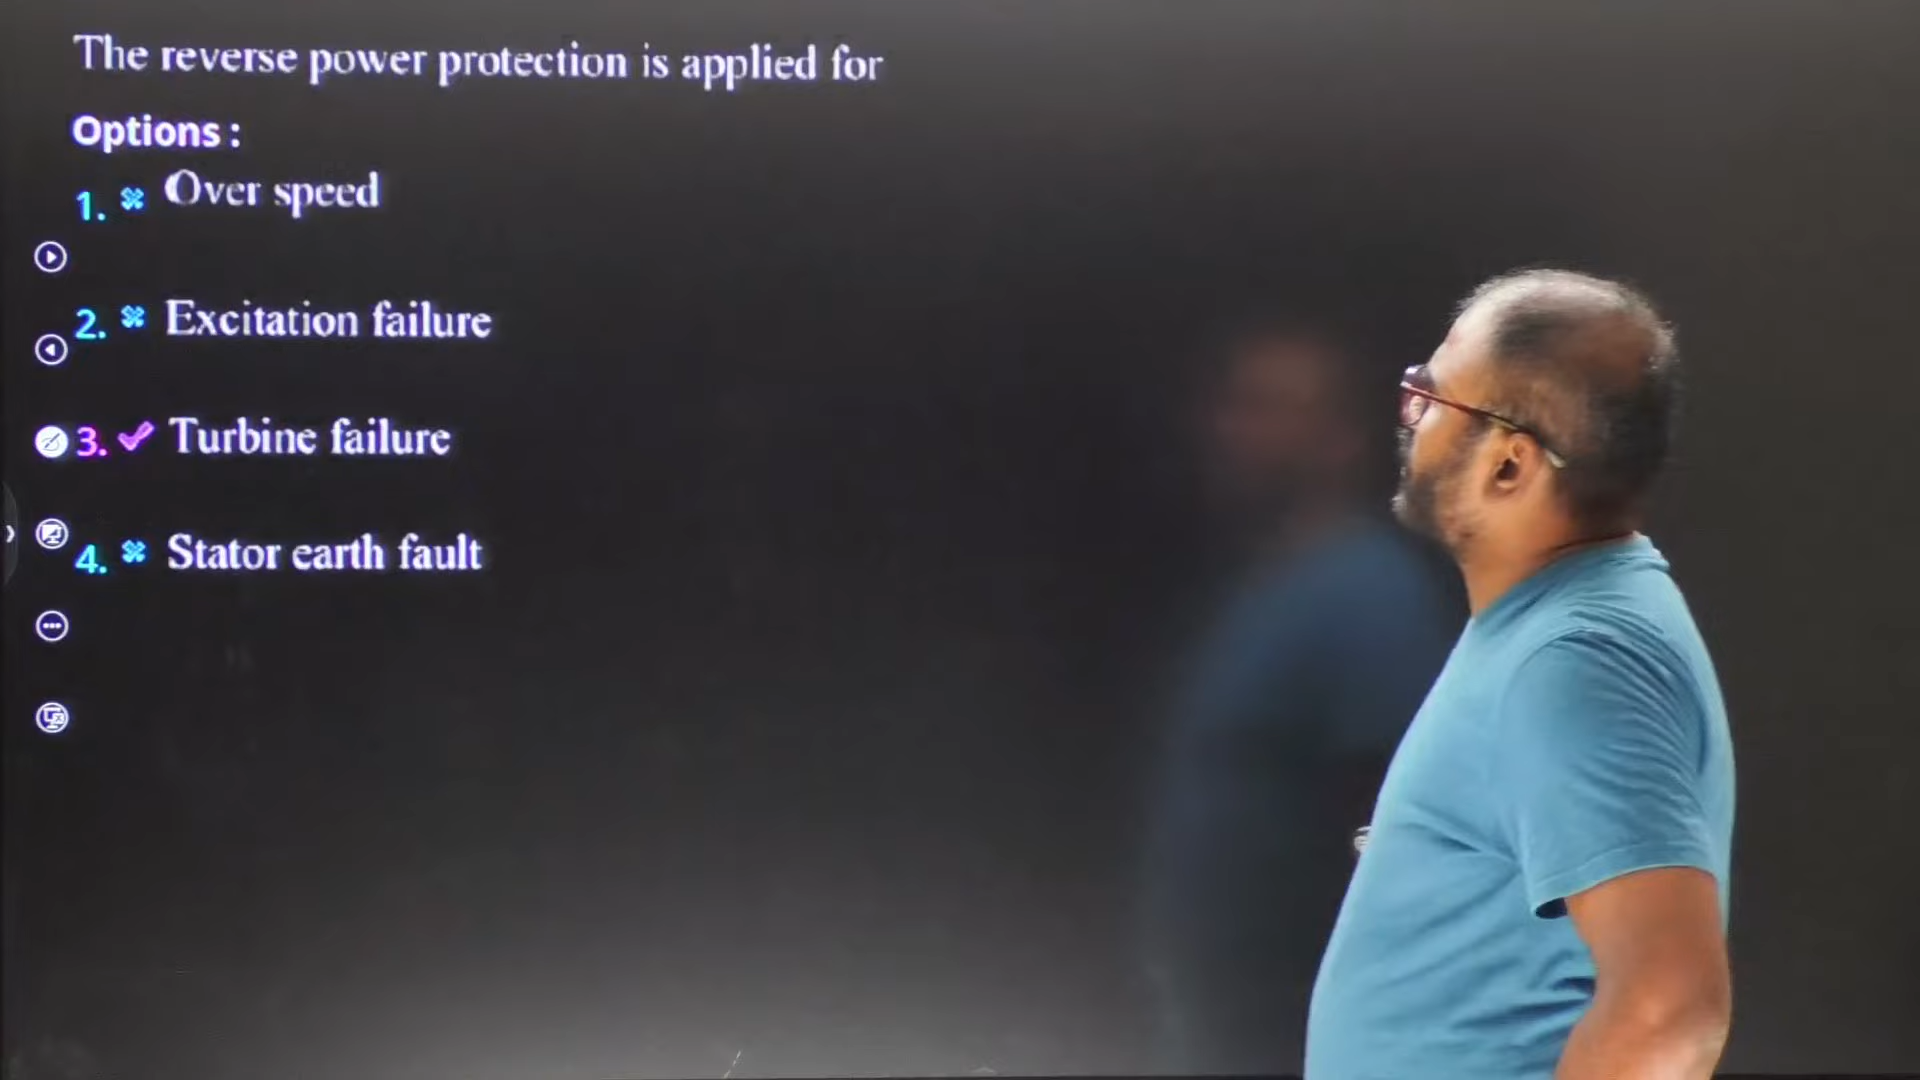 The reverse power protection is applied for
Options :
1. Over speed
2. Excitation failure
3. Turbine failure
4. Stator earth fault